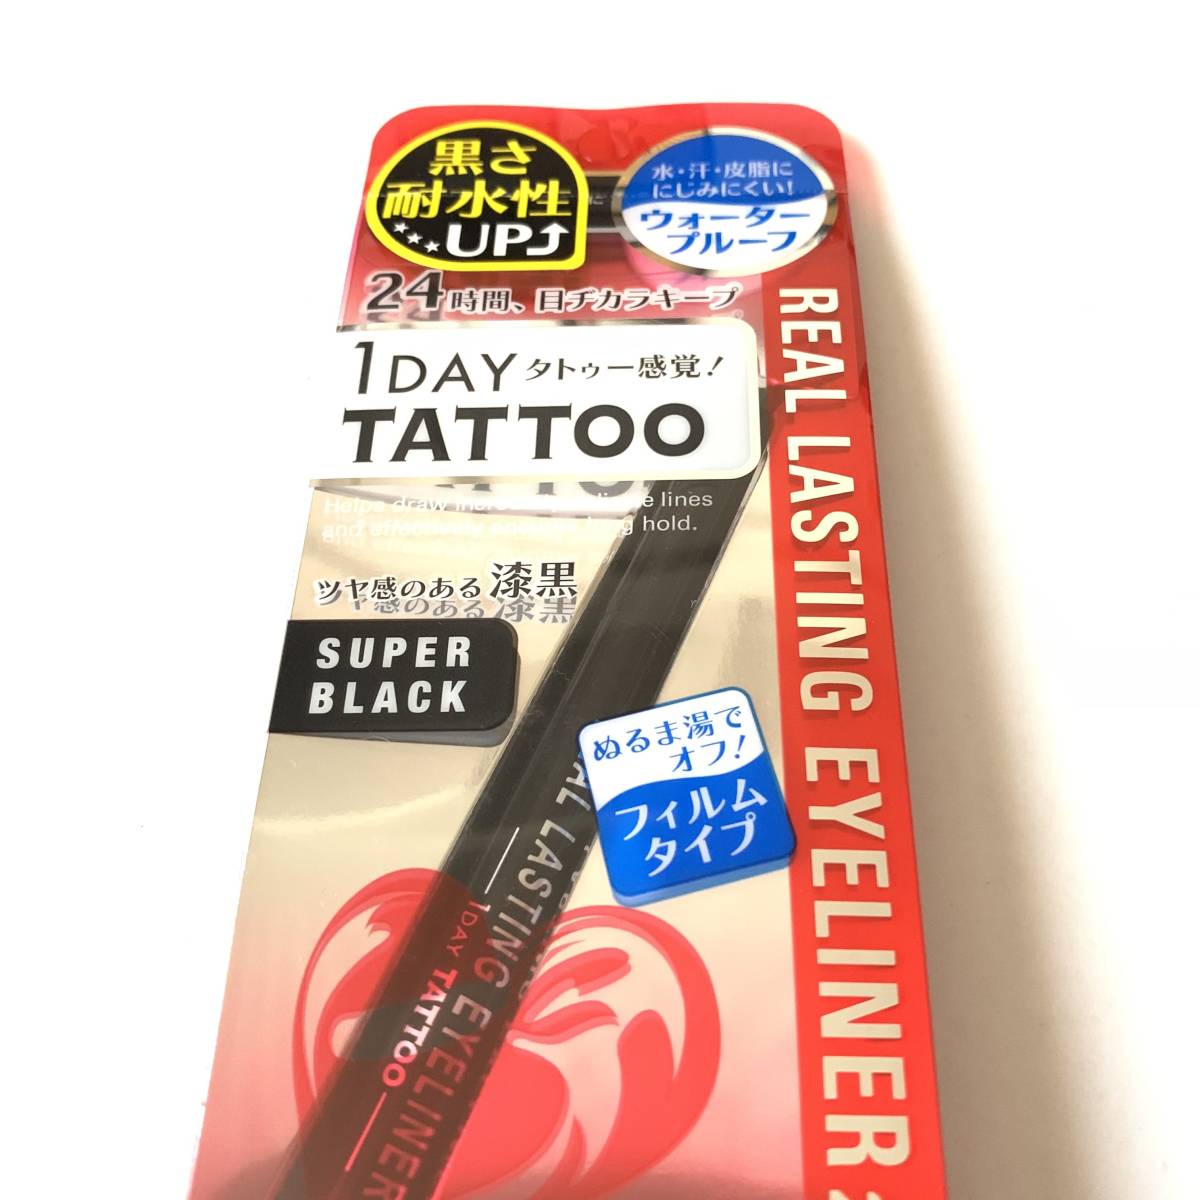 黒さ
耐水性
UP
水・汗・皮脂に
にじみにくい!
ウォーター
プルーフ
24時間、目ヂカラキープ
1DAY タトゥー感覚!
TATTOO
Helps draw lines
and effectively hold.
ツヤ感のある漆黒
SUPER
BLACK
ぬるま湯で
オフ!
フィルム
タイプ
REAL LASTING EYELINER
LASTING EYELINER
1DAY TATTOO